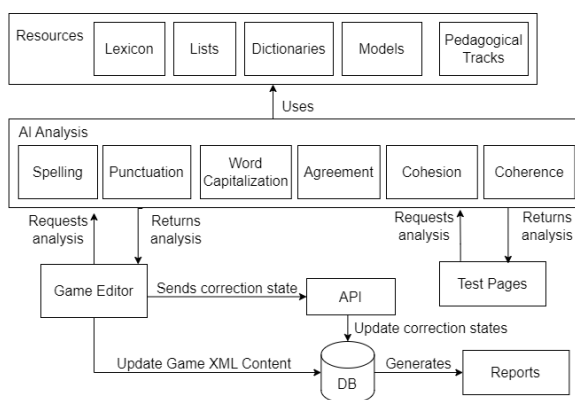 Resources
Lexicon
Lists
Dictionaries
Models
Pedagogical
Tracks
Uses
AI Analysis
Spelling
Punctuation
Word
Capitalization
Agreement
Cohesion
Coherence
Requests
analysis
Returns
analysis
Requests
analysis
Returns
analysis
Game Editor
Sends correction state
API
Test Pages
Update correction states
Update Game XML Content
DB
Generates
Reports